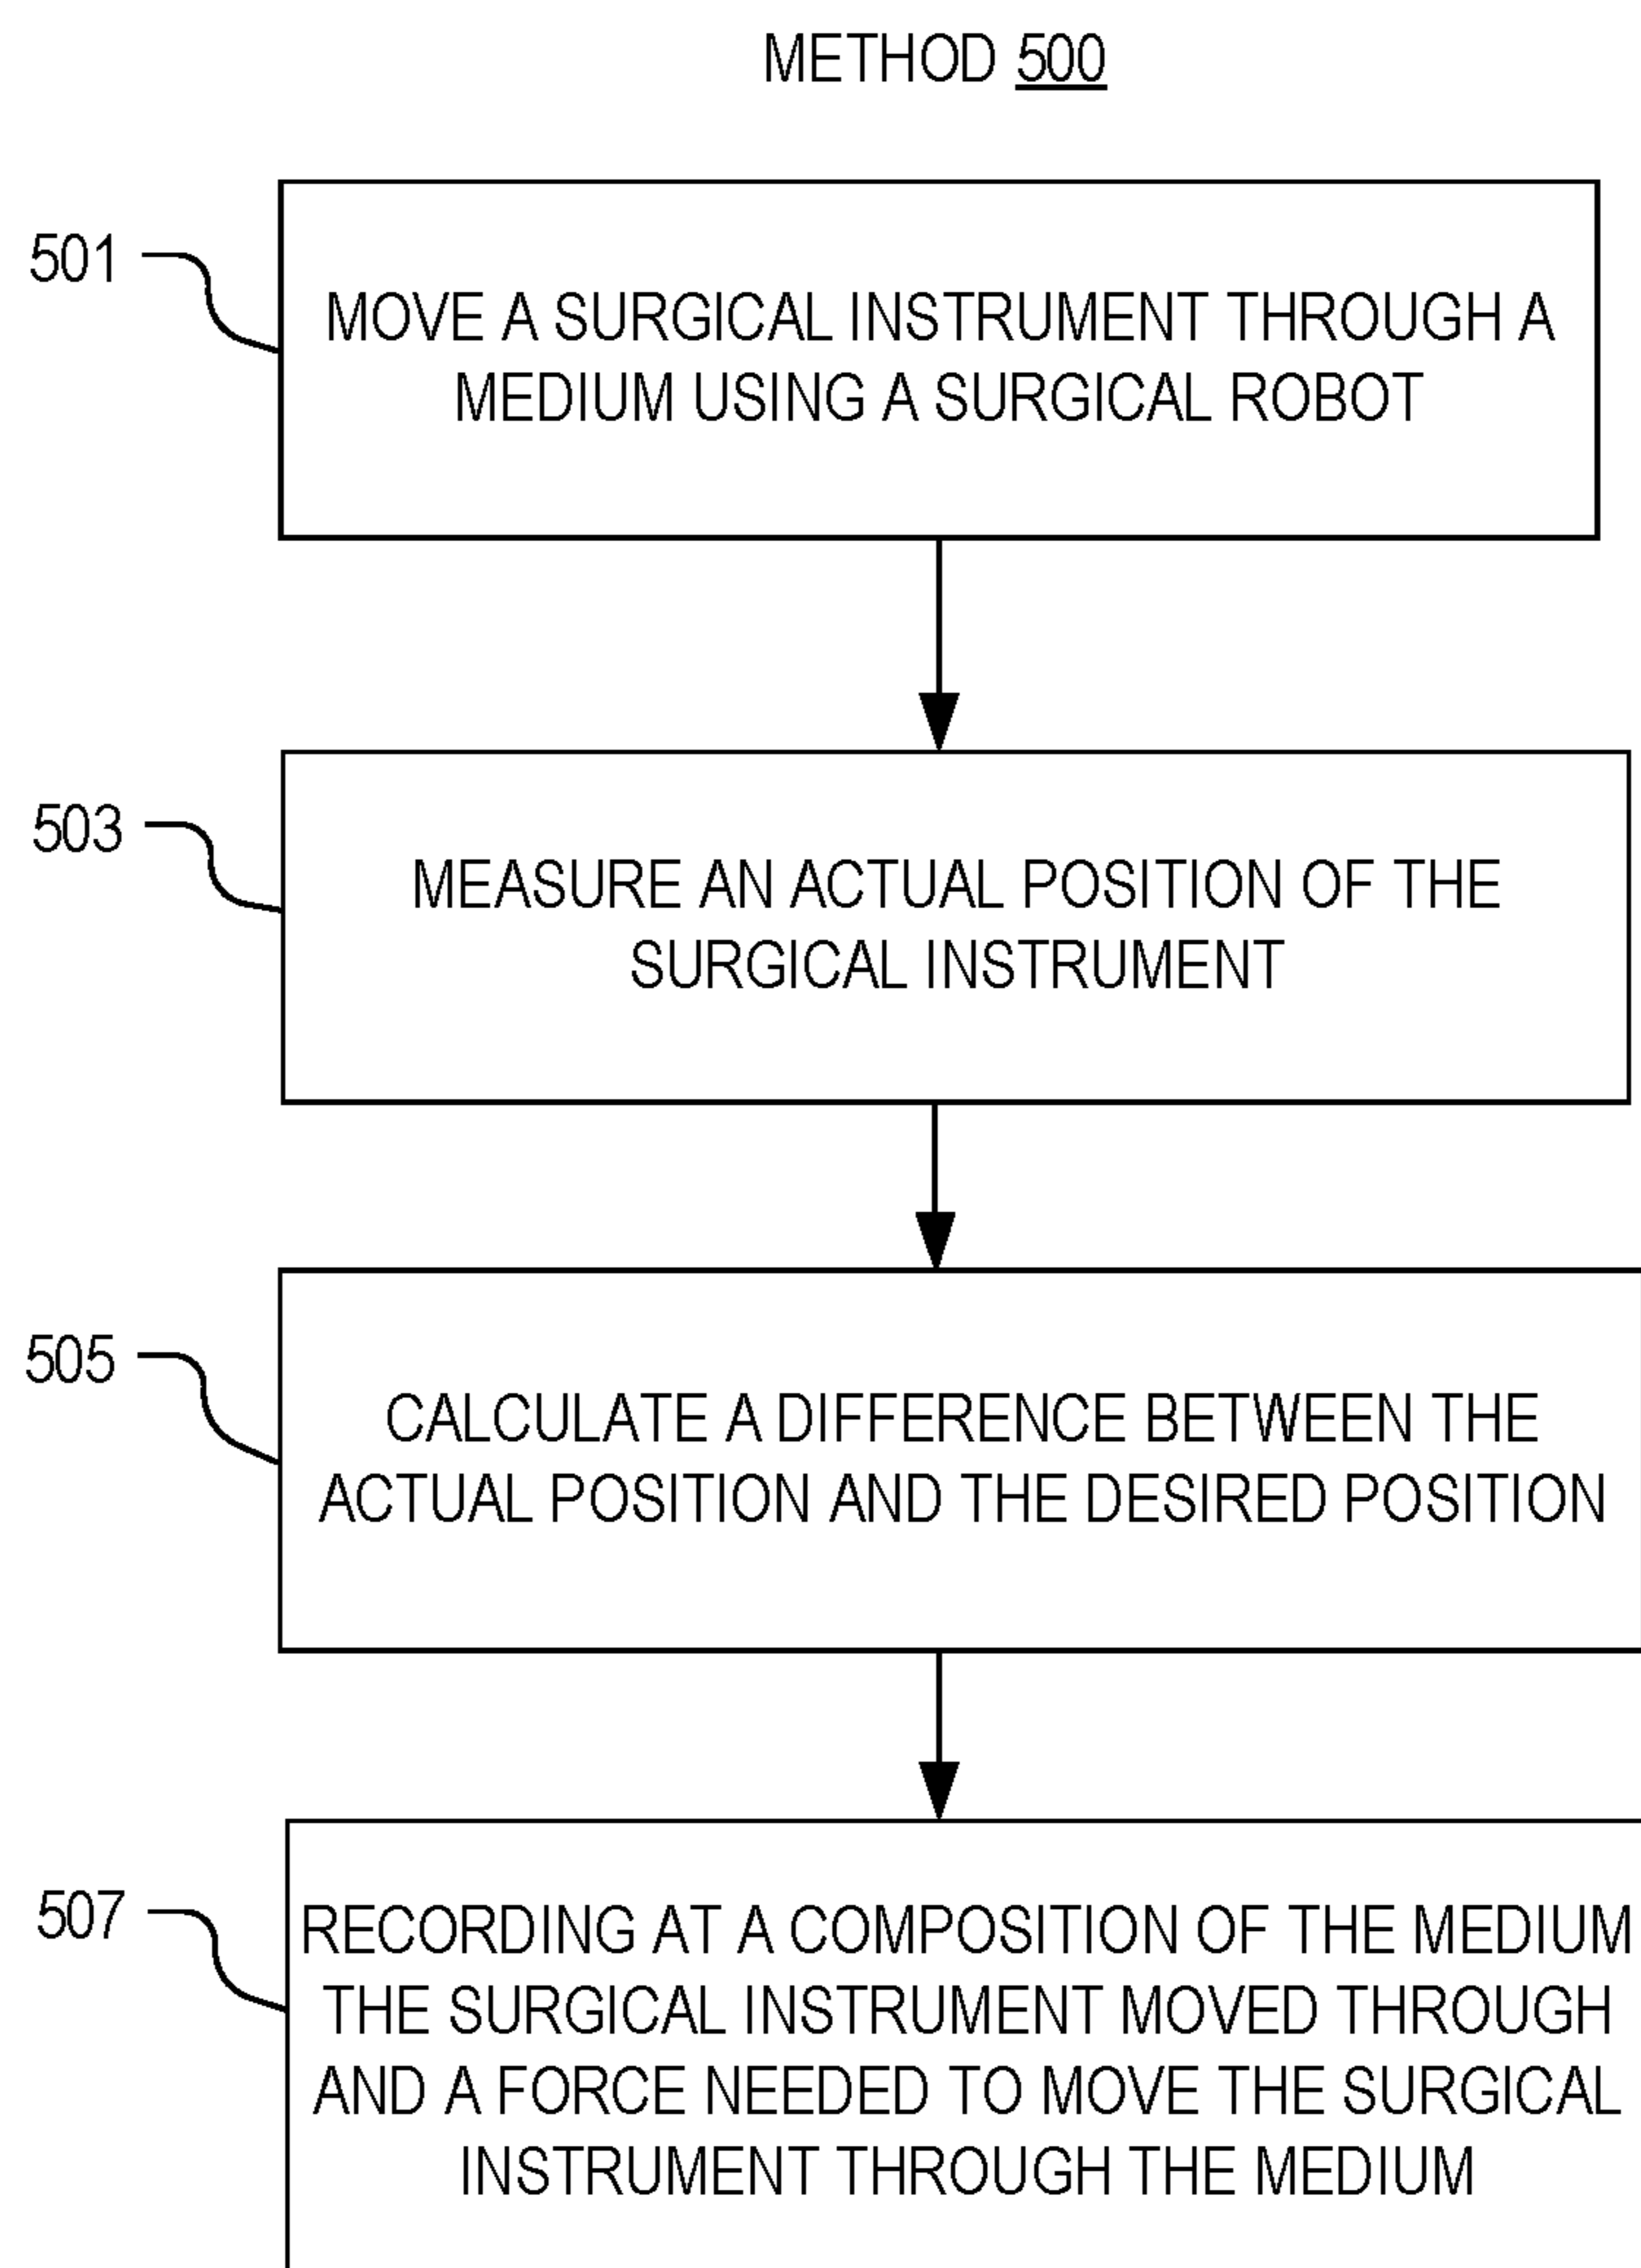 METHOD 500
501
MOVE A SURGICAL INSTRUMENT THROUGH A
MEDIUM USING A SURGICAL ROBOT
503
MEASURE AN ACTUAL POSITION OF THE
SURGICAL INSTRUMENT
505
CALCULATE A DIFFERENCE BETWEEN THE
ACTUAL POSITION AND THE DESIRED POSITION
507
RECORDING AT A COMPOSITION OF THE MEDIUM
THE SURGICAL INSTRUMENT MOVED THROUGH
AND A FORCE NEEDED TO MOVE THE SURGICAL
INSTRUMENT THROUGH THE MEDIUM